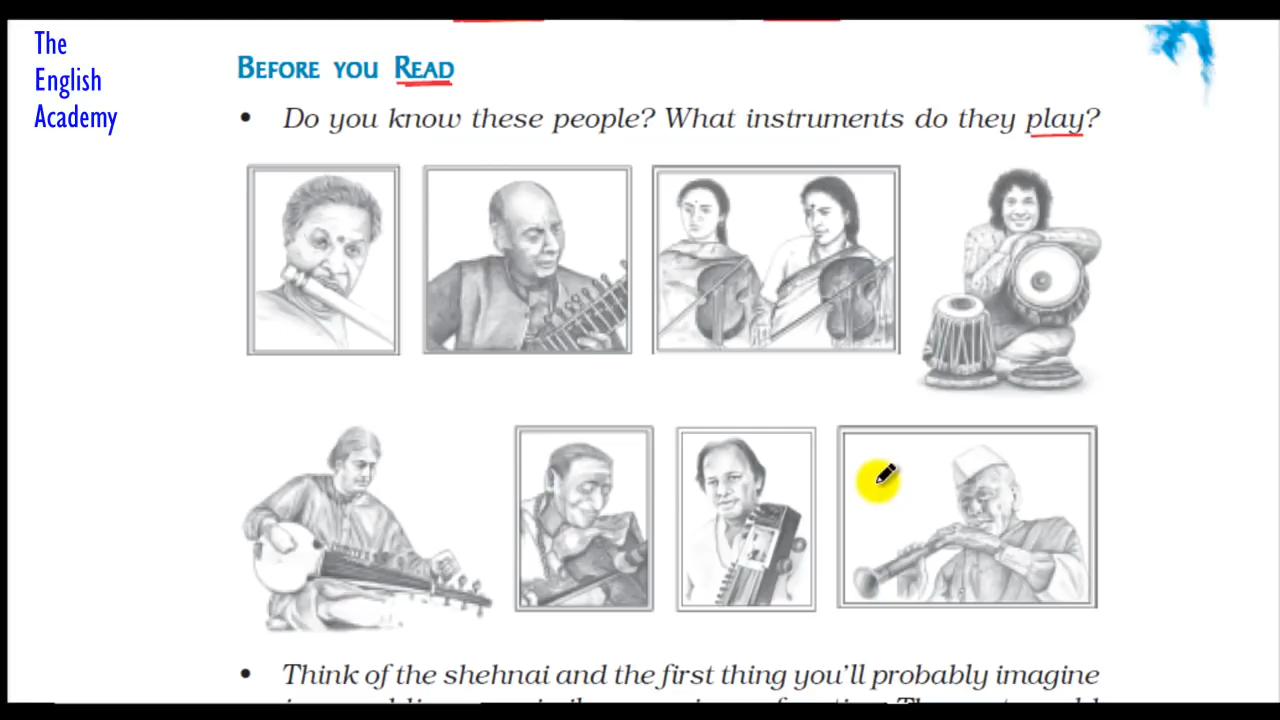 The
English
Academy
BEFORE YOU READ
• Do you know these people? What instruments do they play?
• Think of the shehnai and the first thing you'll probably imagine